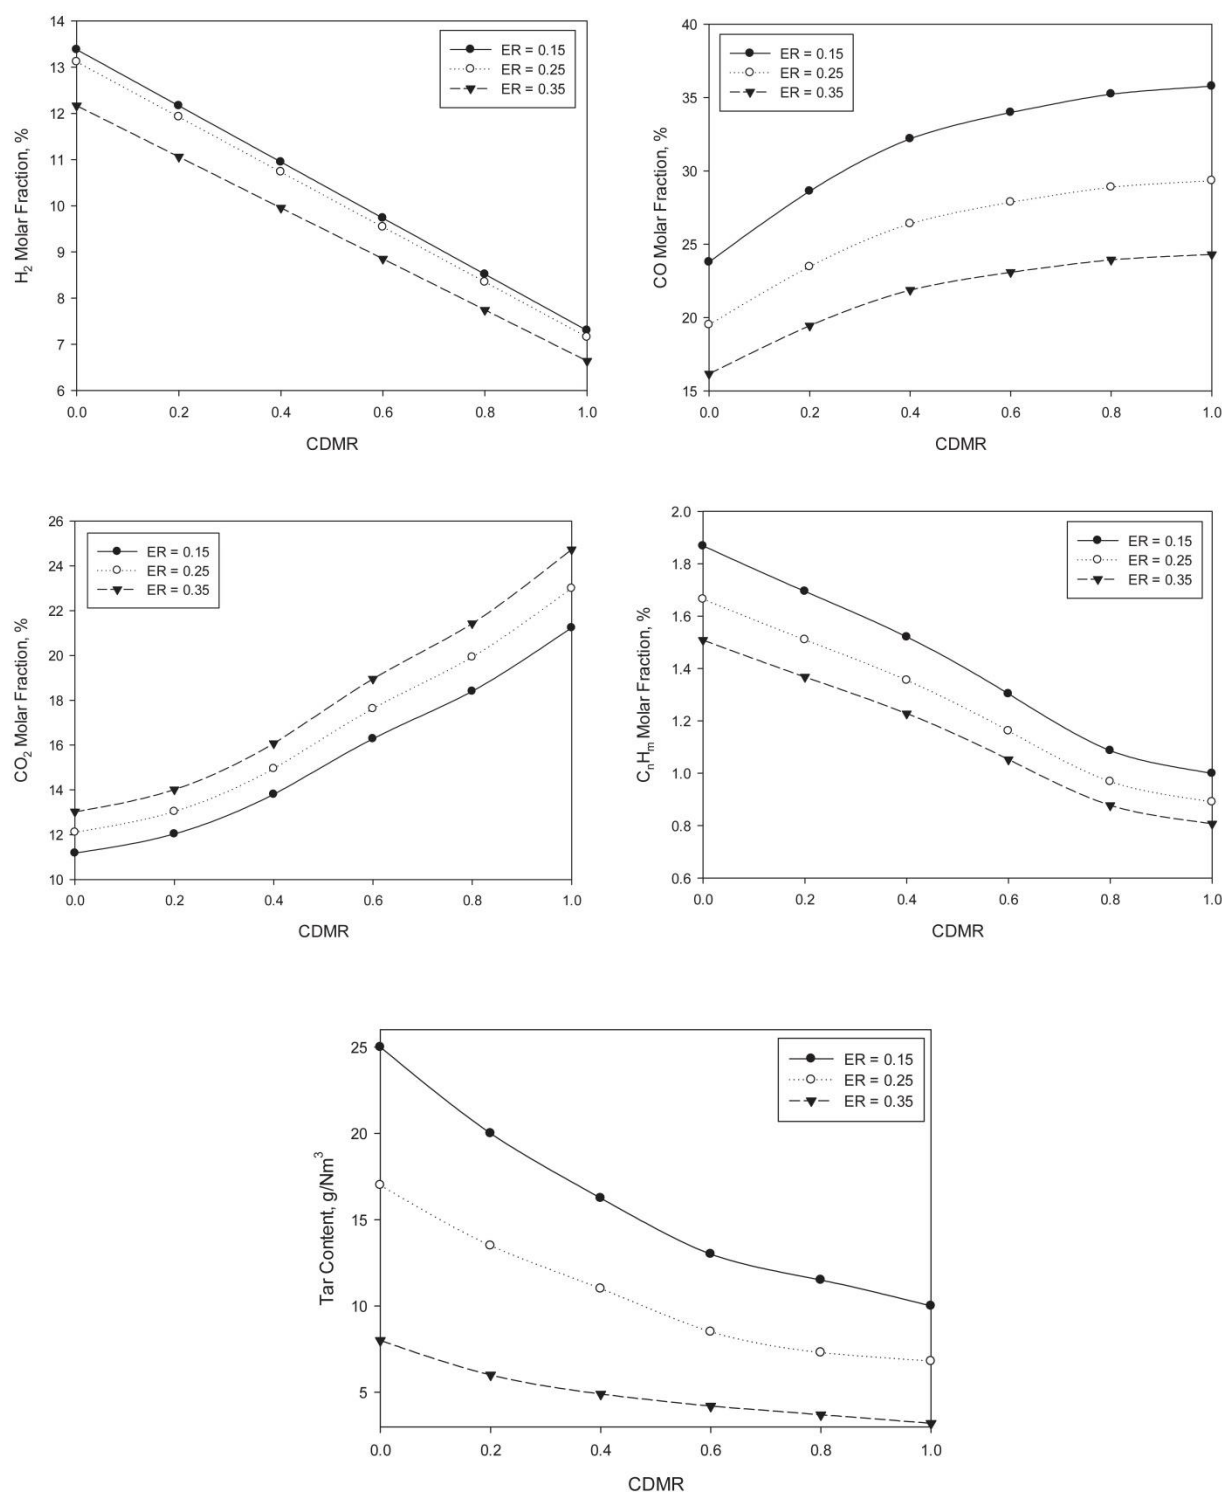 14
13
12
11
10
9
8
7
6
H₂ Molar Fraction, %
ER = 0.15
ER = 0.25
ER = 0.35
0.0 0.2 0.4 0.6 0.8 1.0
CDMR
40
35
30
25
20
15
CO Molar Fraction, %
ER = 0.15
ER = 0.25
ER = 0.35
0.0 0.2 0.4 0.6 0.8 1.0
CDMR
26
24
22
20
18
16
14
12
10
CO₂ Molar Fraction, %
ER = 0.15
ER = 0.25
ER = 0.35
0.0 0.2 0.4 0.6 0.8 1.0
CDMR
2.0
1.8
1.6
1.4
1.2
1.0
0.8
0.6
CₙHₘ Molar Fraction, %
ER = 0.15
ER = 0.25
ER = 0.35
0.0 0.2 0.4 0.6 0.8 1.0
CDMR
25
20
15
10
5
Tar Content, g/Nm³
ER = 0.15
ER = 0.25
ER = 0.35
0.0 0.2 0.4 0.6 0.8 1.0
CDMR